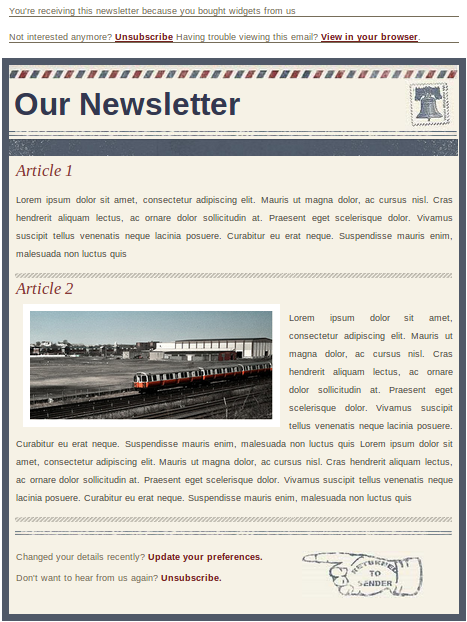 You're receiving this newsletter because you bought widgets from us
Not interested anymore? Unsubscribe Having trouble viewing this email? View in your browser.
Our Newsletter
Article 1
Lorem ipsum dolor sit amet, consectetur adipiscing elit. Mauris ut magna dolor, ac cursus nisl. Cras
hendrerit aliquam lectus, ac ornare dolor sollicitudin at. Praesent eget scelerisque dolor. Vivamus
suscipit tellus venenatis neque lacinia posuere. Curabitur eu erat neque. Suspendisse mauris enim,
malesuada non luctus quis
Article 2
Lorem ipsum dolor sit amet,
consectetur adipiscing elit. Mauris ut
magna dolor, ac cursus nisl. Cras
hendrerit aliquam lectus, ac ornare
dolor sollicitudin at. Praesent eget
scelerisque dolor. Vivamus suscipit
tellus venenatis neque lacinia posuere.
Curabitur eu erat neque. Suspendisse mauris enim, malesuada non luctus quis Lorem ipsum dolor sit
amet, consectetur adipiscing elit. Mauris ut magna dolor, ac cursus nisl. Cras hendrerit aliquam lectus,
ac ornare dolor sollicitudin at. Praesent eget scelerisque dolor. Vivamus suscipit tellus venenatis neque
lacinia posuere. Curabitur eu erat neque. Suspendisse mauris enim, malesuada non luctus quis
Changed your details recently? Update your preferences.
Don't want to hear from us again? Unsubscribe.
RETURNED
TO
SENDER